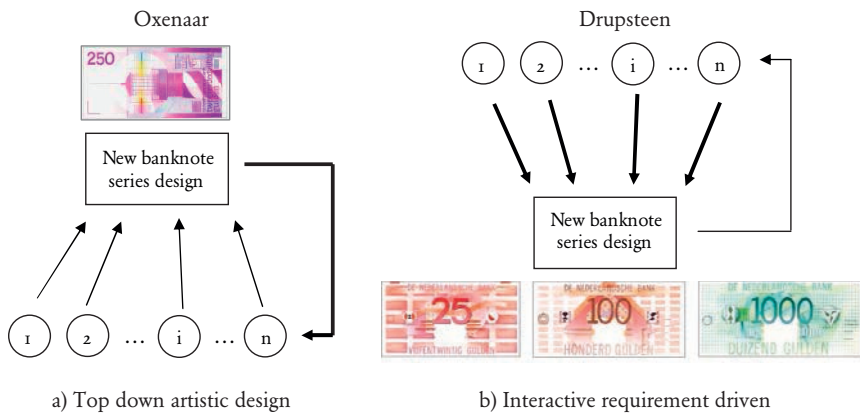 Oxenaar
250
New banknote
series design
1 2 ... i ... n
a) Top down artistic design
Drupsteen
1 2 ... i ... n
New banknote
series design
DE NEDERLANDSCHE BANK
25
VIJFENTWINTIG GULDEN
DE NEDERLANDSCHE BANK
100
HONDERD GULDEN
DE NEDERLANDSCHE BANK
1000
DUIZEND GULDEN
b) Interactive requirement driven